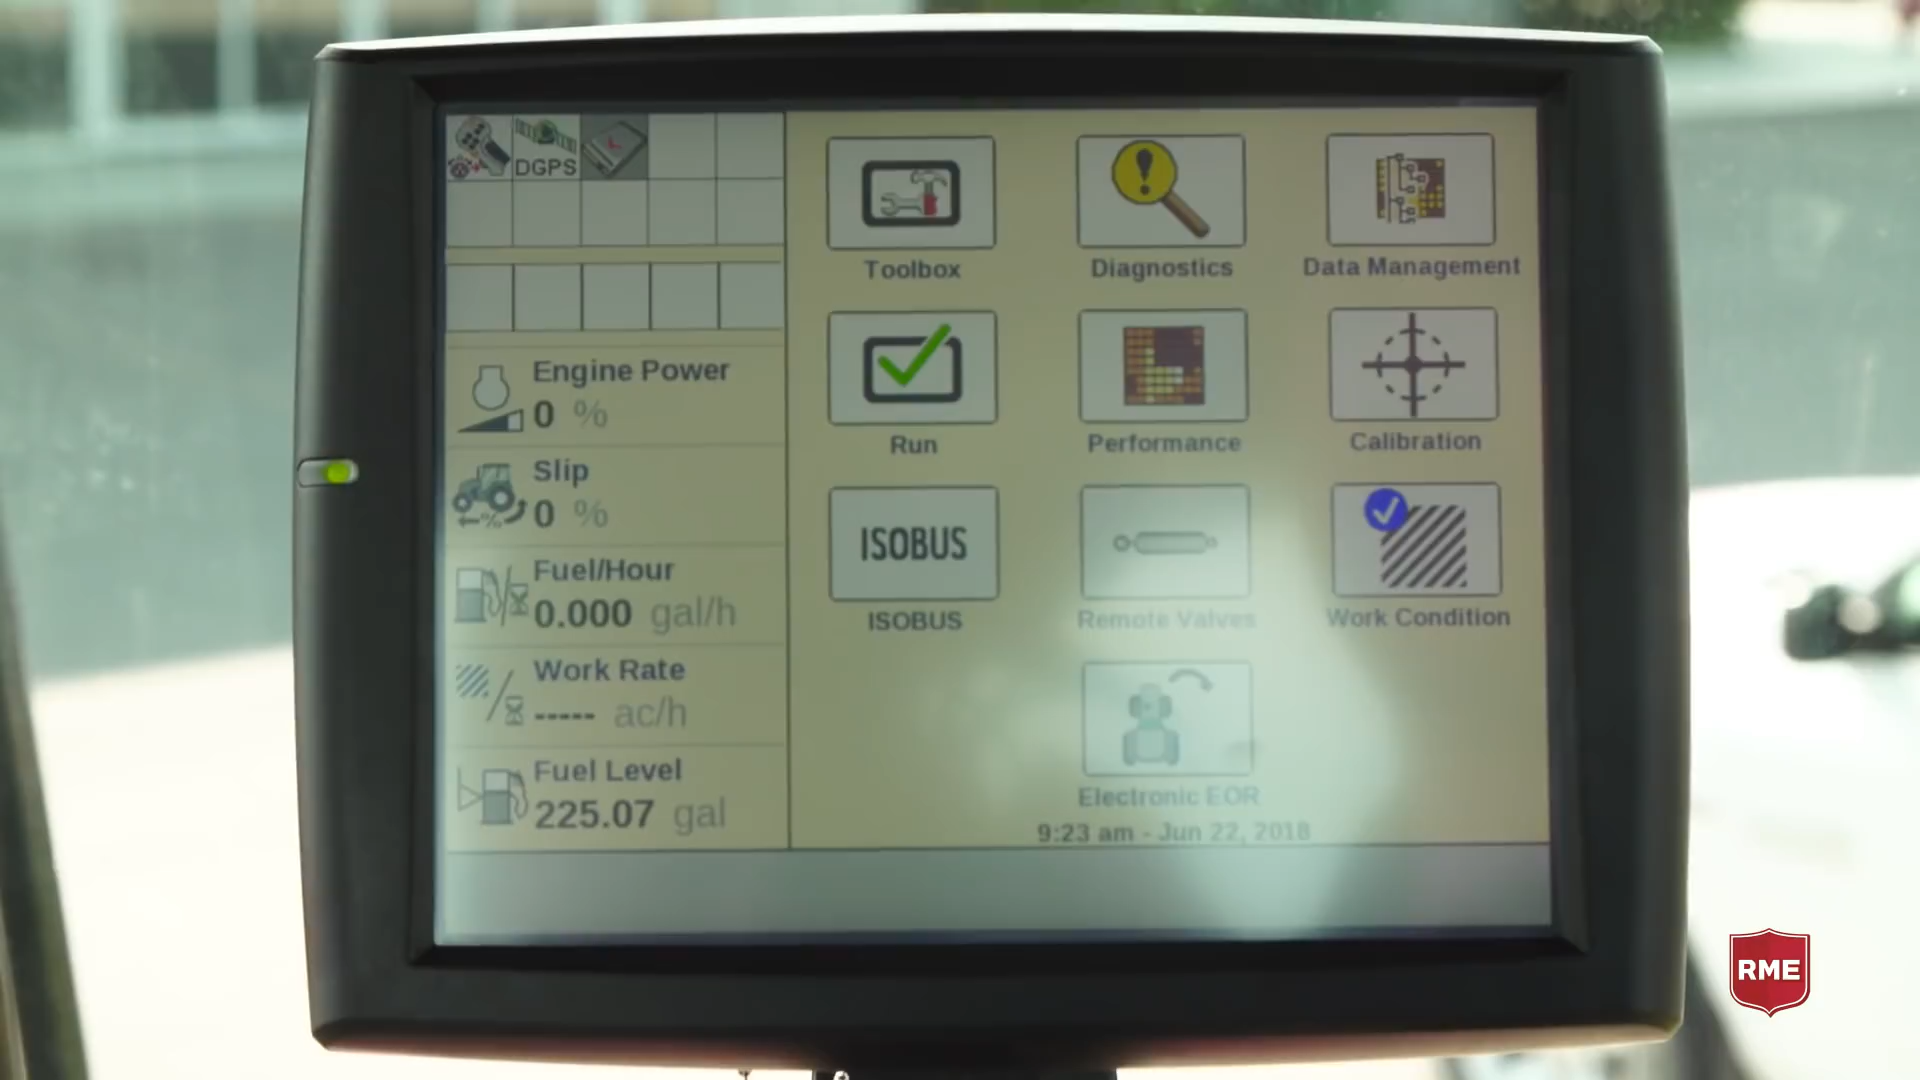 DGPS
Engine Power
0 %
Slip
0 %
Fuel/Hour
0.000 gal/h
Work Rate
----- ac/h
Fuel Level
225.07 gal
Toolbox
Diagnostics
Data Management
Run
Performance
Calibration
ISOBUS
ISOBUS
Remote Valves
Work Condition
Electronic EOR
9:23 am - Jun 22, 2018
RME